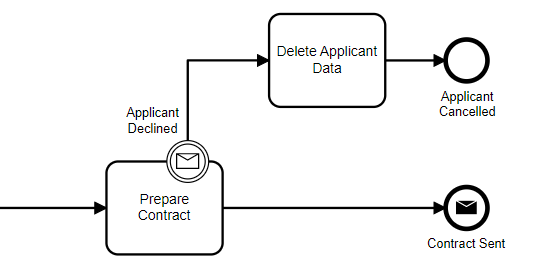 Delete Applicant
Data
Applicant
Cancelled
Applicant
Declined
Prepare
Contract
Contract Sent